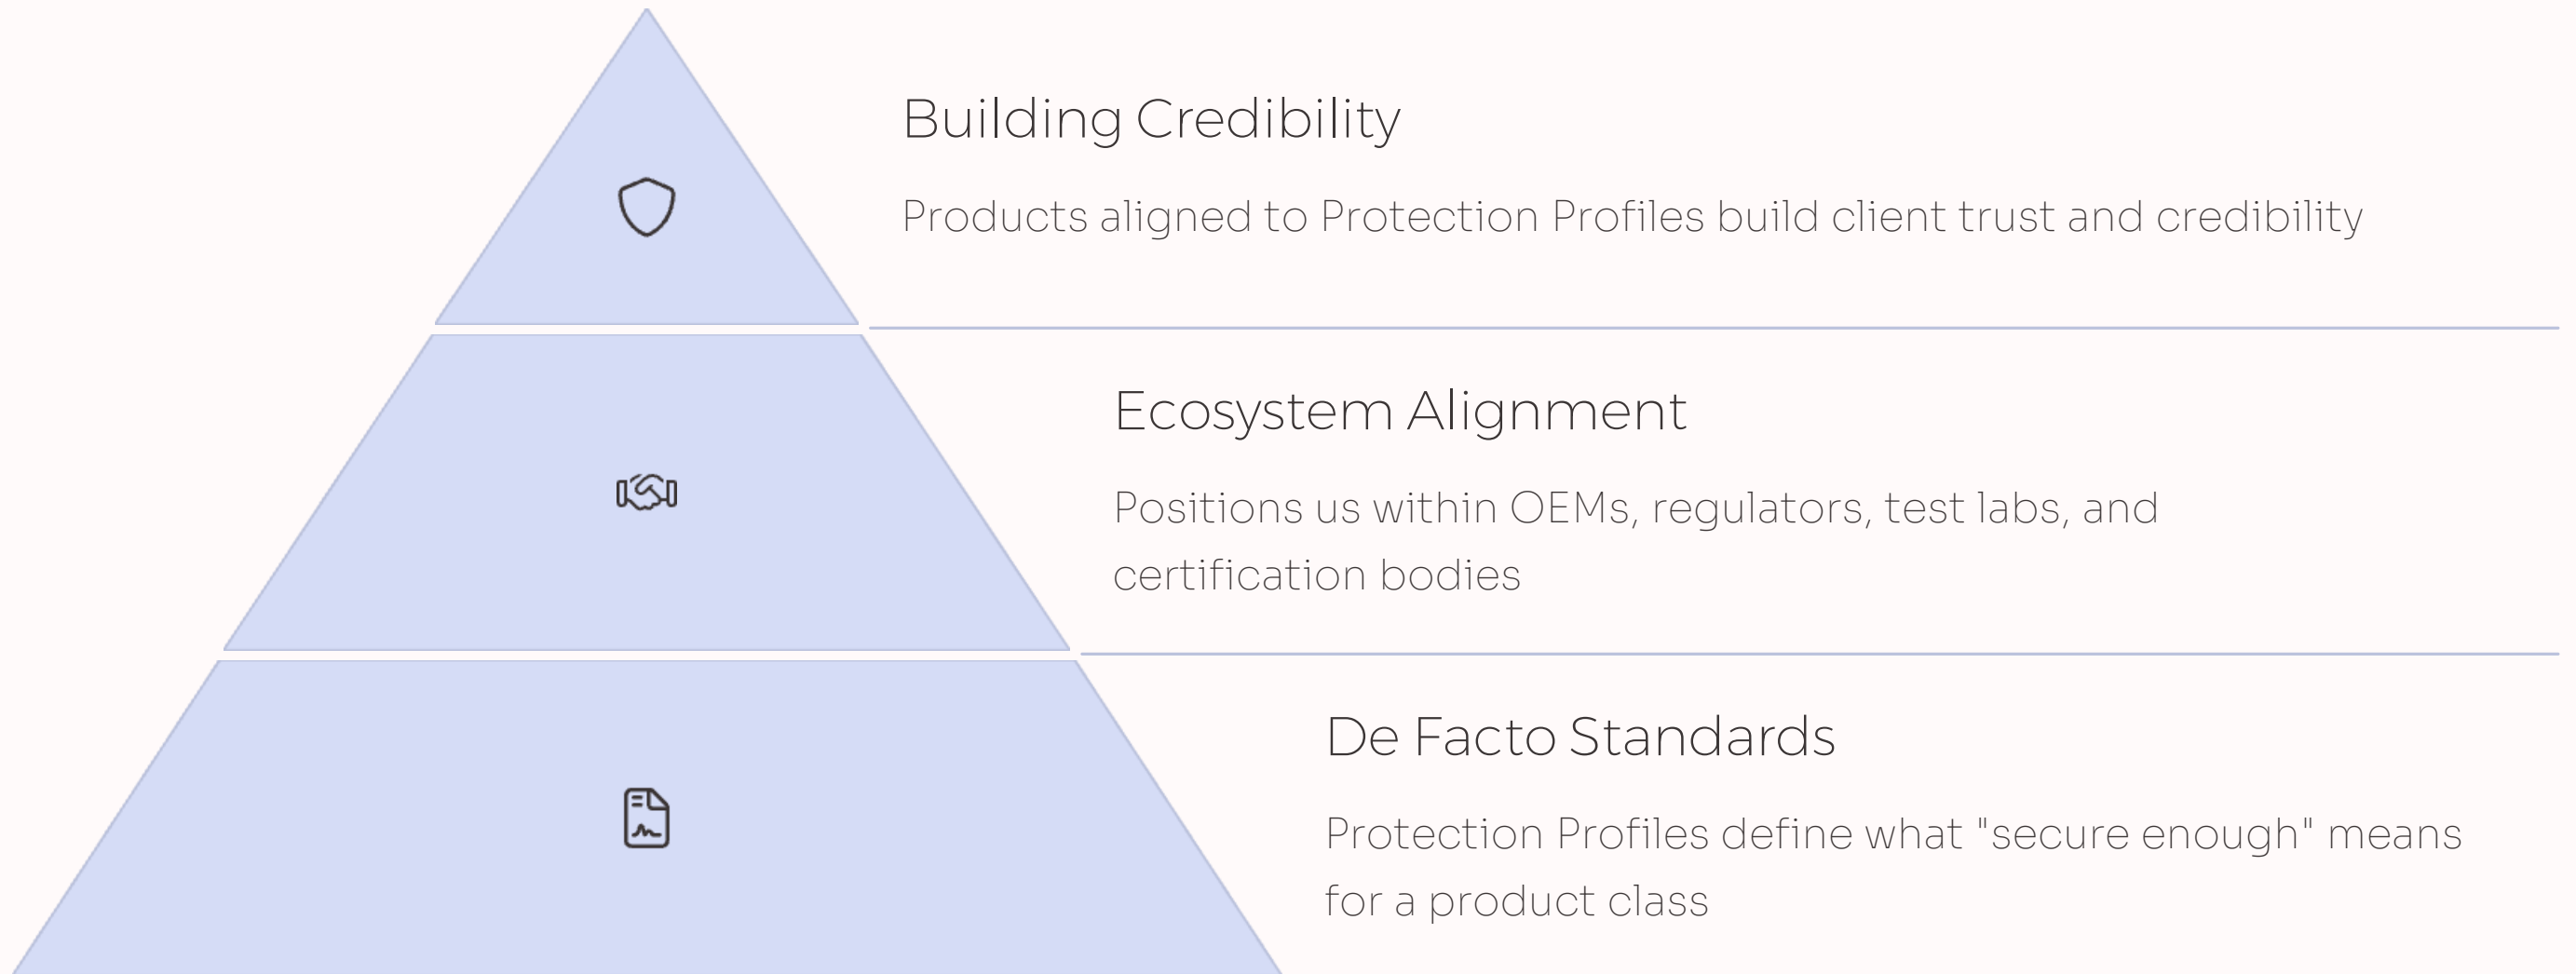 Building Credibility
Products aligned to Protection Profiles build client trust and credibility
Ecosystem Alignment
Positions us within OEMs, regulators, test labs, and
certification bodies
De Facto Standards
Protection Profiles define what "secure enough" means
for a product class